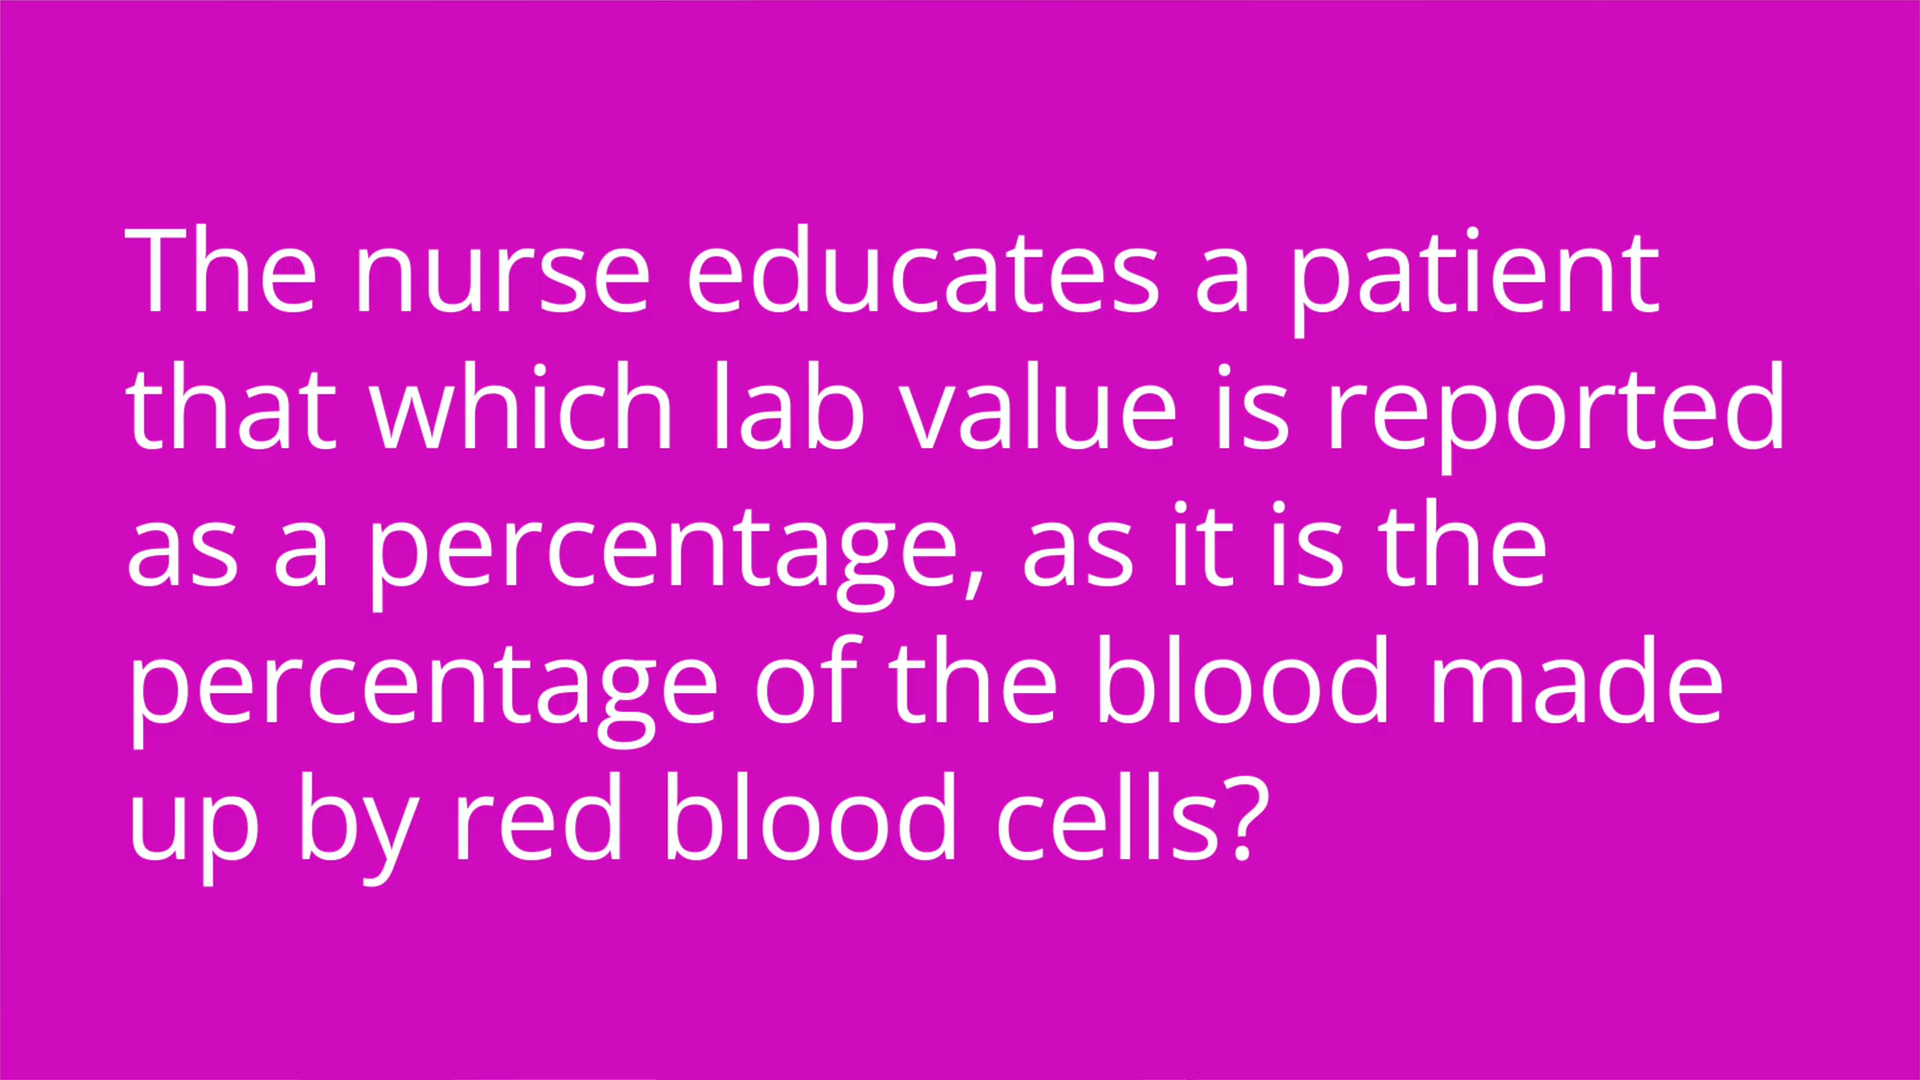 The nurse educates a patient
that which lab value is reported
as a percentage, as it is the
percentage of the blood made
up by red blood cells?